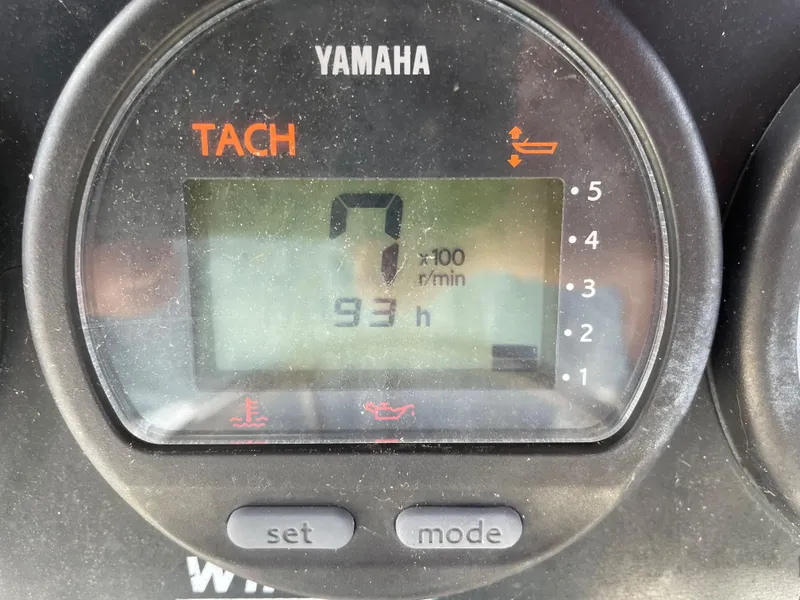 YAMAHA
TACH
5
4
3
2
1
7
x100
r/min
93 h
set
mode